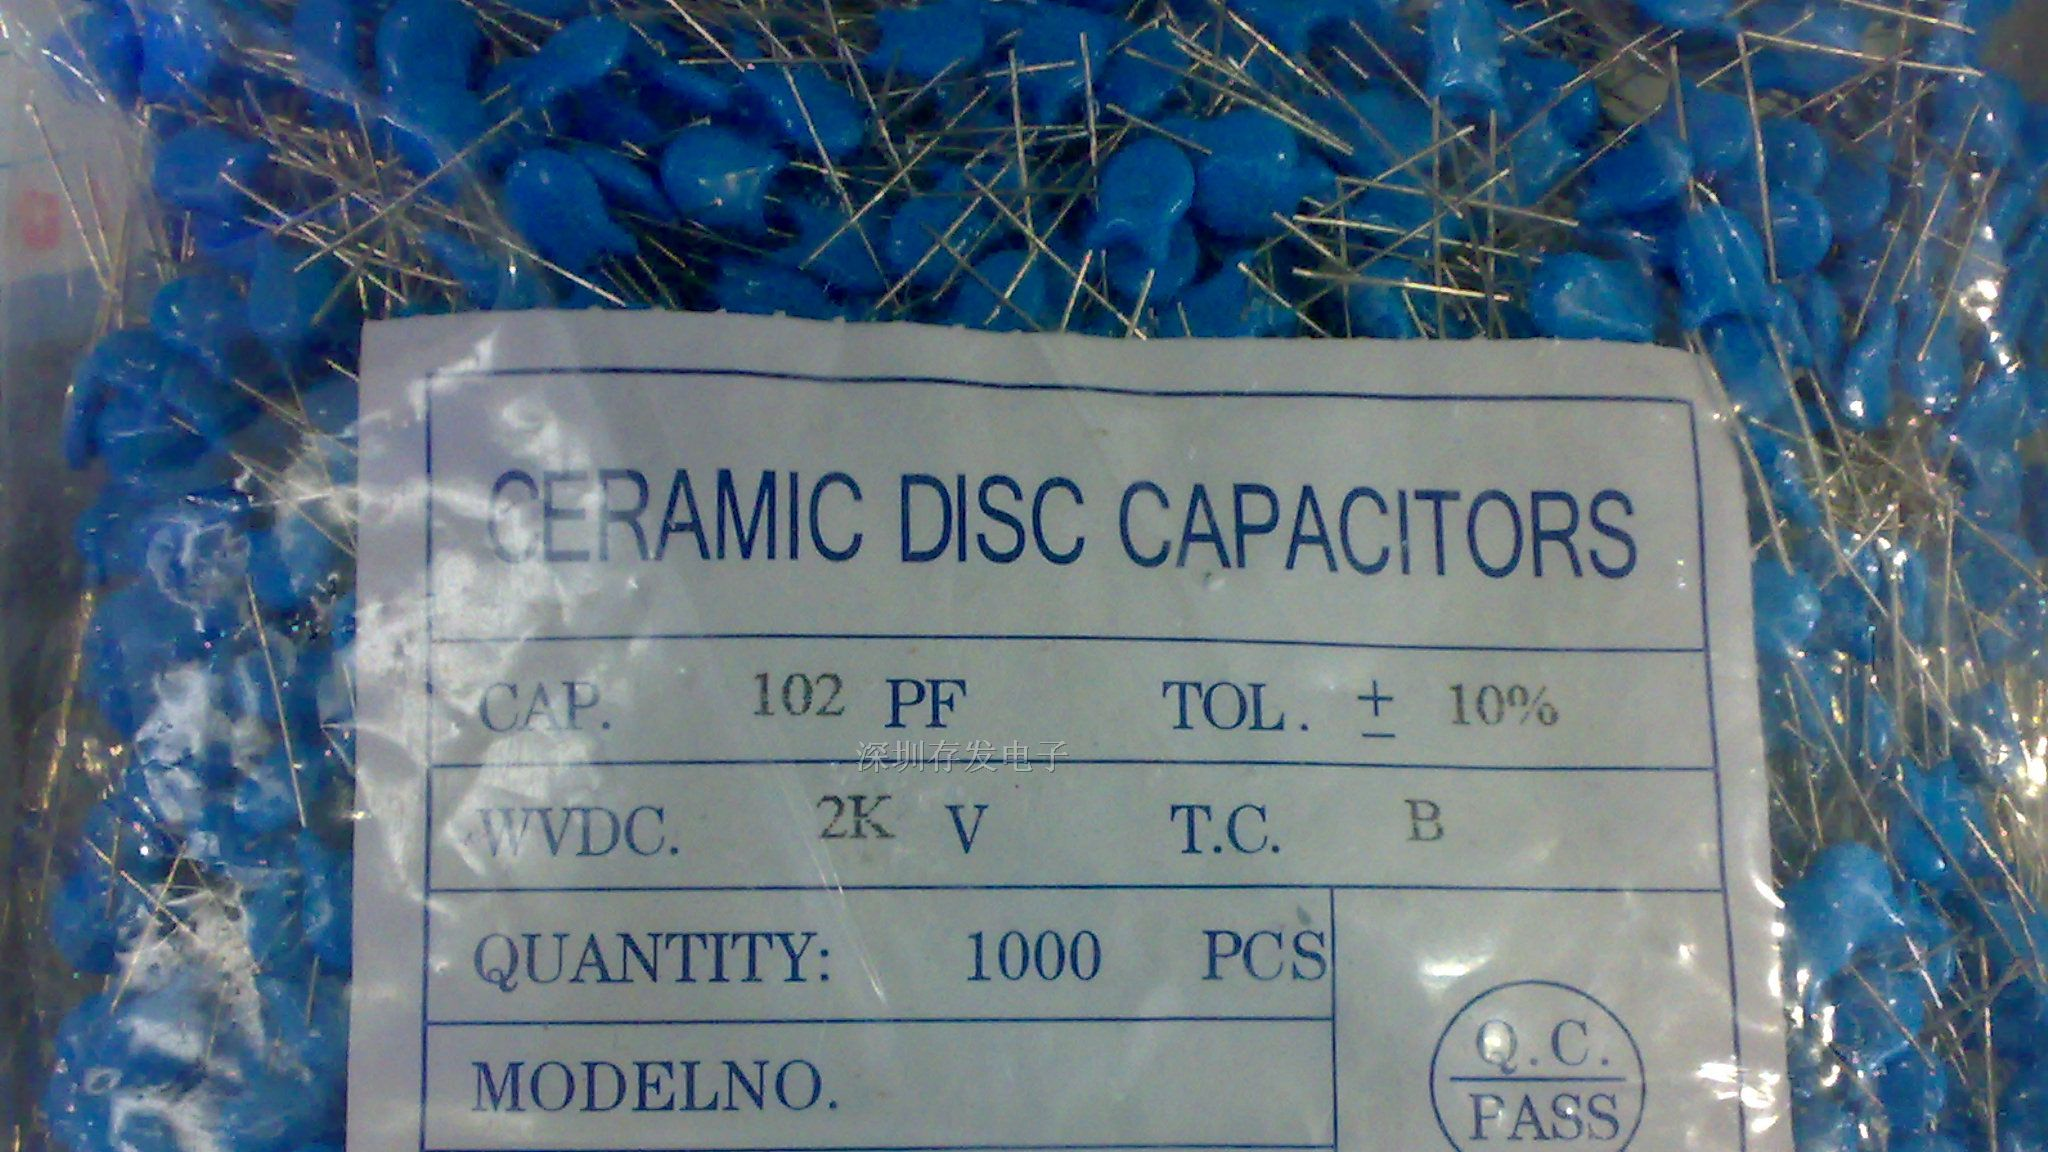 CERAMIC DISC CAPACITORS
CAP. 102 PF TOL. ± 10%
深圳存发电子
WVDC. 2K V T.C. B
QUANTITY: 1000 PCS
MODELNO.
Q.C.
PASS